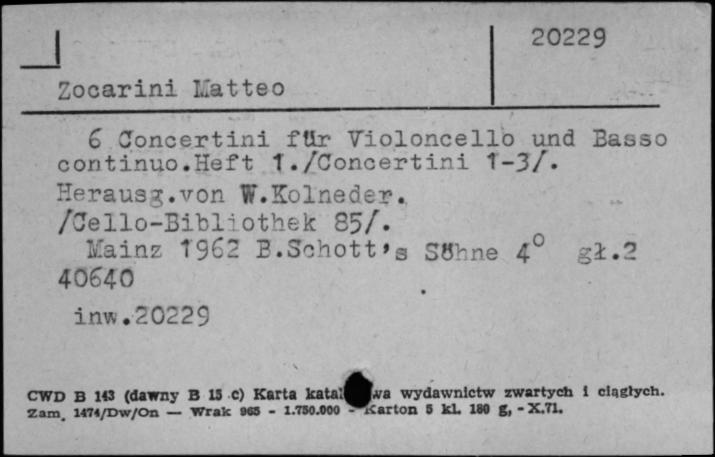 20229
Zocarini Matteo
6 Concertini für Violoncello und Basso
continuo.Heft 1./Concertini 1-3/.
Herausg.von W.Kolneder.
/Cello-Bibliothek 85/.
Mainz 1962 B.Schott's Söhne 4° gł.2
40640
inw.20229
CWD B 143 (dawny B 15 c) Karta katal wa wydawnictw zwartych i ciągłych.
Zam. 1474/Dw/On — Wrak 965 - 1.750.000 - Karton 5 kl. 180 g, - X.71.